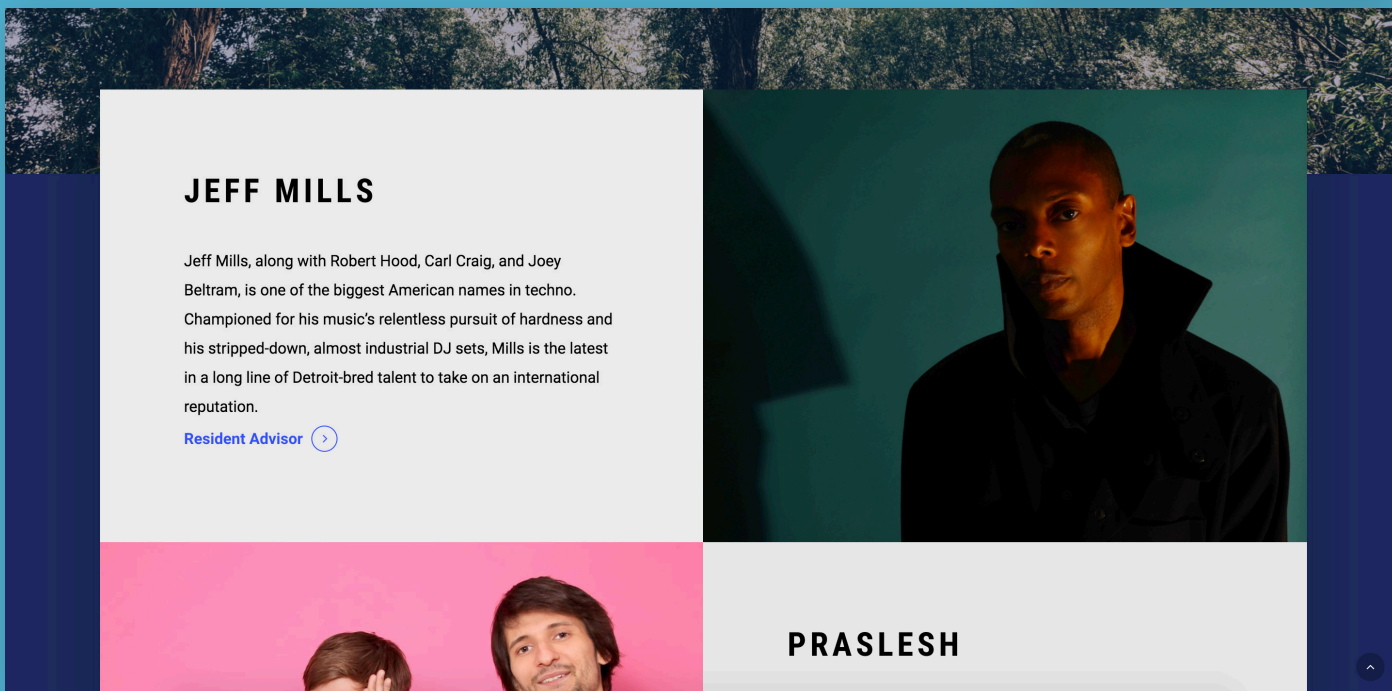 JEFF MILLS
Jeff Mills, along with Robert Hood, Carl Craig, and Joey
Beltram, is one of the biggest American names in techno.
Championed for his music’s relentless pursuit of hardness and
his stripped-down, almost industrial DJ sets, Mills is the latest
in a long line of Detroit-bred talent to take on an international
reputation.
Resident Advisor
PRASLESH